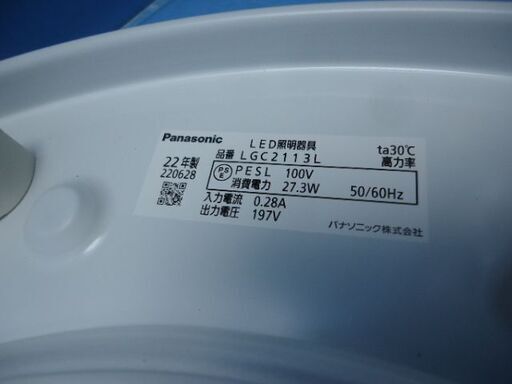 Panasonic LED照明器具 ta30℃
22年製 品番 LGC2113L 高力率
220628 PSE PESL 100V
消費電力 27.3W 50/60Hz
入力電流 0.28A
出力電圧 197V
パナソニック株式会社